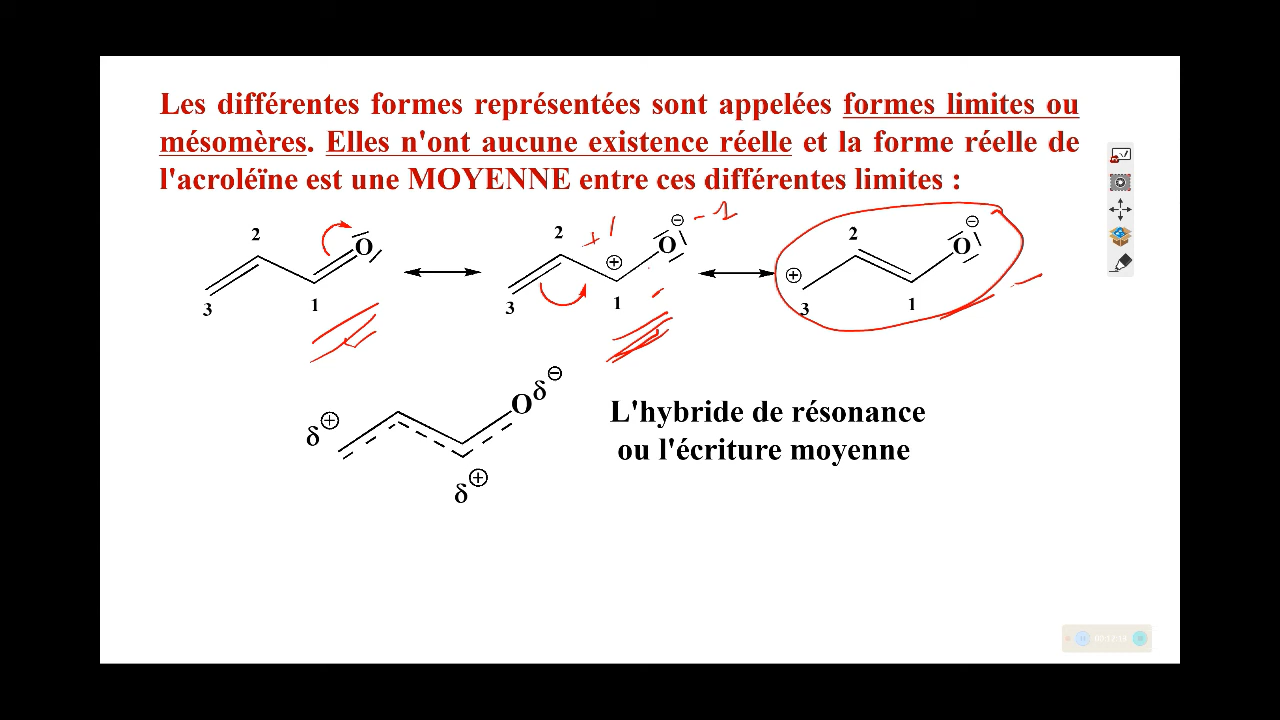 Les différentes formes représentées sont appelées formes limites ou
mésomères. Elles n'ont aucune existence réelle et la forme réelle de
l'acroléïne est une MOYENNE entre ces différentes limites :
2 O 3 1
2 +1 O ⊖ -1 ⊕ 3 1
2 O ⊖ ⊕ 3 1
δ⊕ O δ⊖ δ⊕
L'hybride de résonance
ou l'écriture moyenne